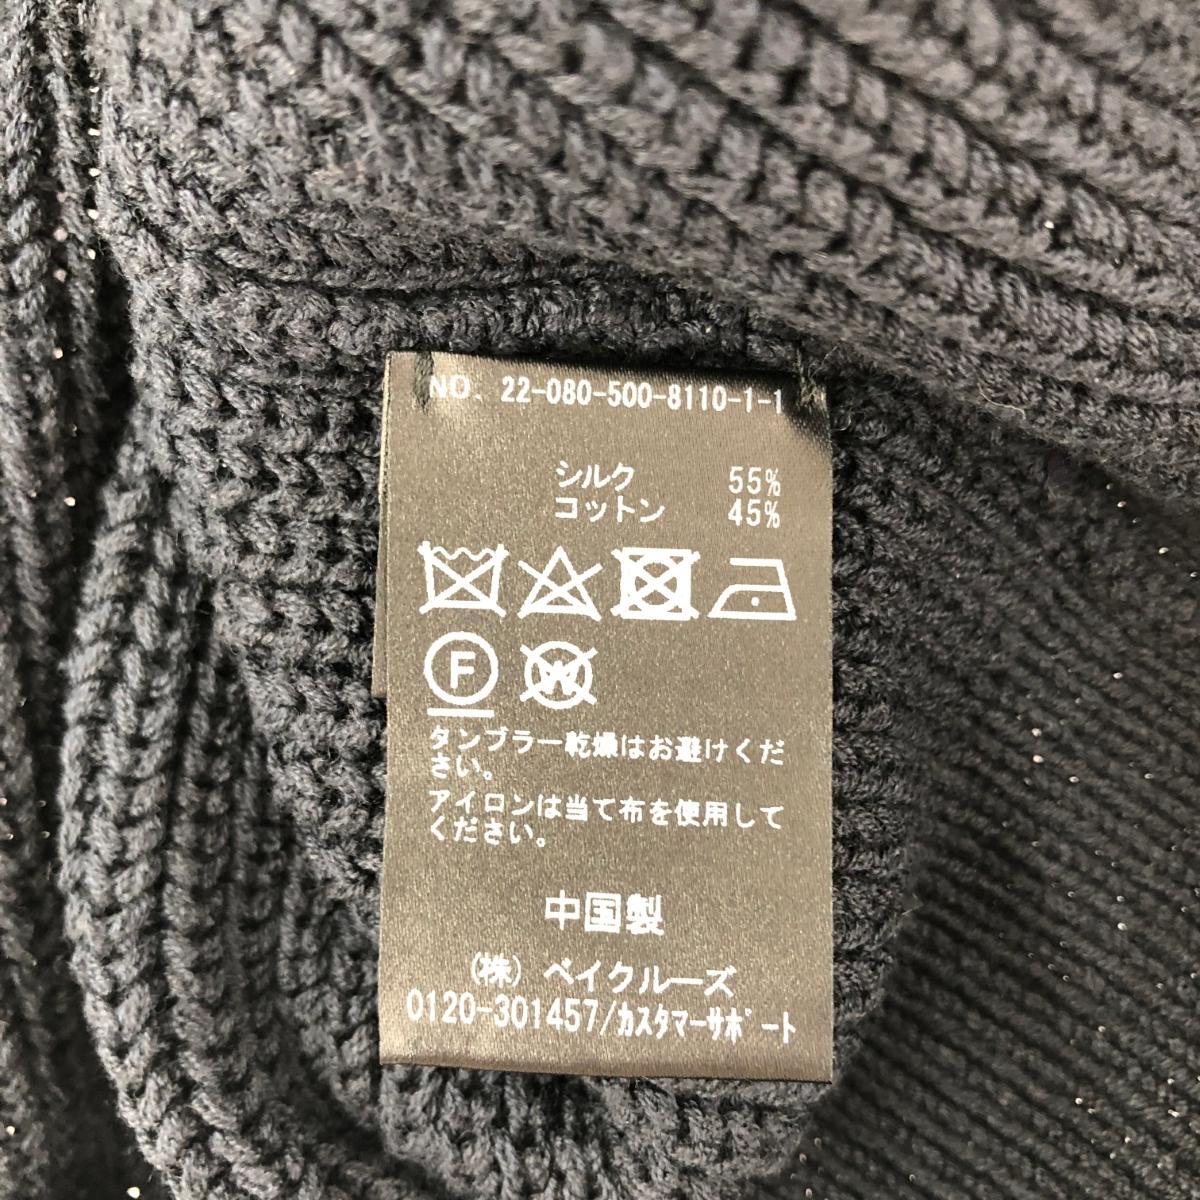 NO. 22-080-500-8110-1-1
シルク 55%
コットン 45%
F W
タンブラー乾燥はお避けくだ
さい。
アイロンは当て布を使用して
ください。
中国製
(株) ベイクルーズ
0120-301457/ｶｽﾀﾏｰｻﾎﾟｰﾄ